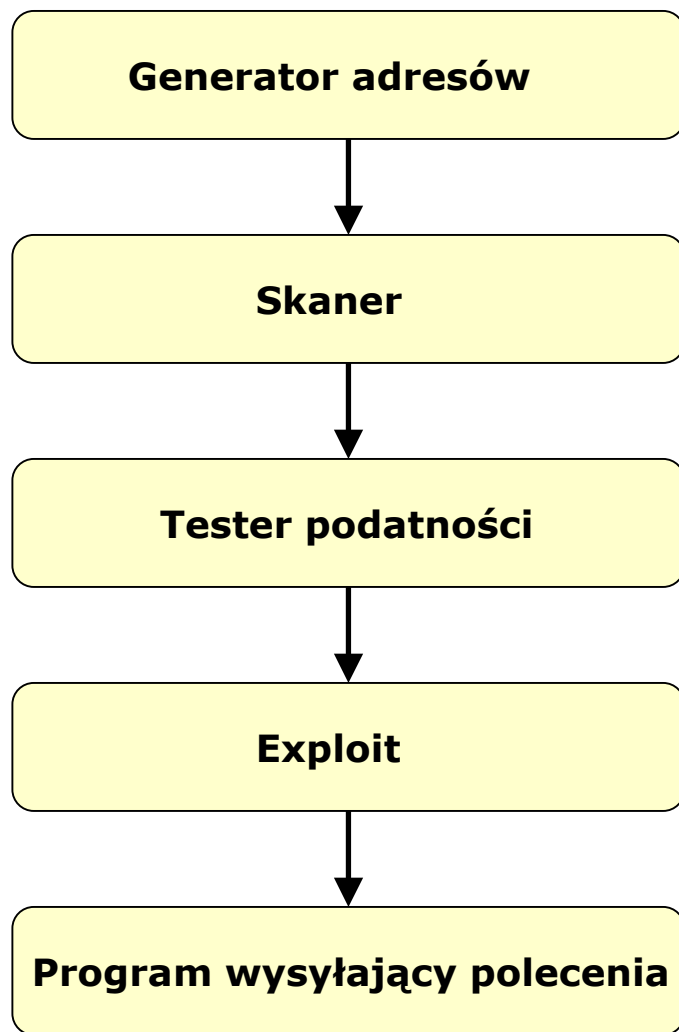 Generator adresów
Skaner
Tester podatności
Exploit
Program wysyłający polecenia